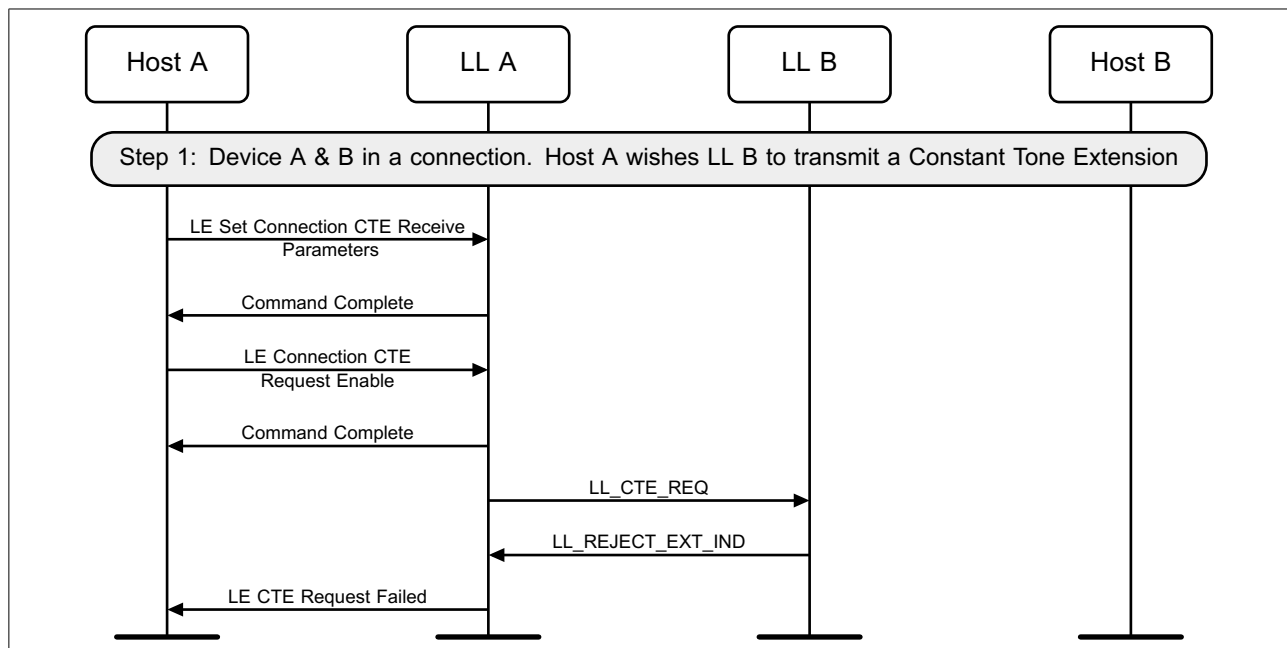 Host A
LL A
LL B
Host B
Step 1: Device A & B in a connection. Host A wishes LL B to transmit a Constant Tone Extension
LE Set Connection CTE Receive
Parameters
Command Complete
LE Connection CTE
Request Enable
Command Complete
LL_CTE_REQ
LL_REJECT_EXT_IND
LE CTE Request Failed